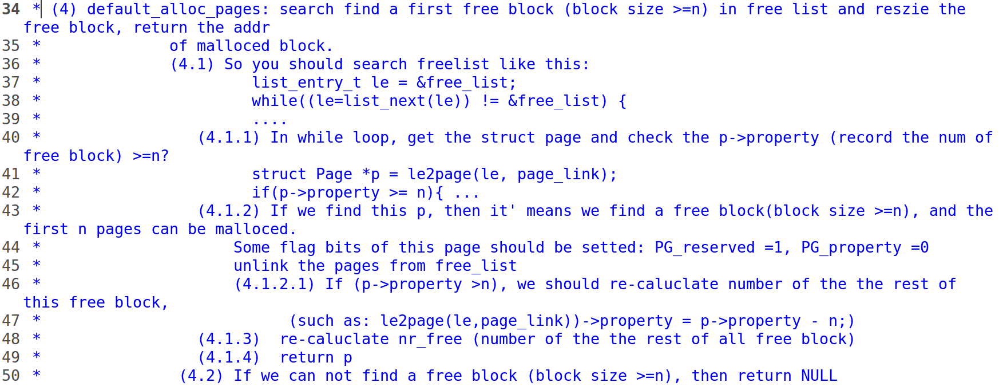 34 * (4) default_alloc_pages: search find a first free block (block size >=n) in free list and reszie the
free block, return the addr
35 * of malloced block.
36 * (4.1) So you should search freelist like this:
37 * list_entry_t le = &free_list;
38 * while((le=list_next(le)) != &free_list) {
39 * ....
40 * (4.1.1) In while loop, get the struct page and check the p->property (record the num of
free block) >=n?
41 * struct Page *p = le2page(le, page_link);
42 * if(p->property >= n){ ...
43 * (4.1.2) If we find this p, then it' means we find a free block(block size >=n), and the
first n pages can be malloced.
44 * Some flag bits of this page should be setted: PG_reserved =1, PG_property =0
45 * unlink the pages from free_list
46 * (4.1.2.1) If (p->property >n), we should re-caluclate number of the the rest of
this free block,
47 * (such as: le2page(le,page_link))->property = p->property - n;)
48 * (4.1.3)  re-caluclate nr_free (number of the the rest of all free block)
49 * (4.1.4)  return p
50 * (4.2) If we can not find a free block (block size >=n), then return NULL